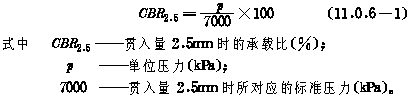 CBR2.5 = p/7000 ×100 (11.0.6-1)
式中 CBR2.5——贯入量 2.5mm 时的承载比(%);
p——单位压力(kPa);
7000——贯入量 2.5mm 时所对应的标准压力(kPa)。